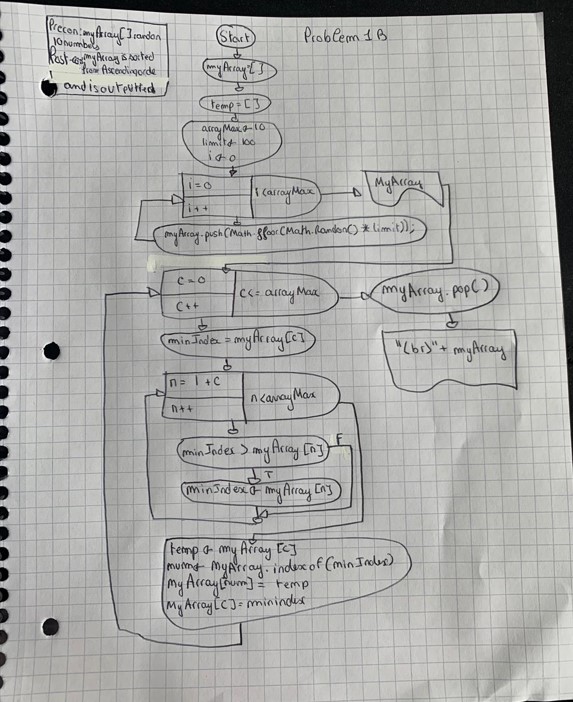 Precon: myArray[] random
10 numbers
Post- myArray is sorted
from Ascending orde
and is outputted
Start
Problem 1B
myArray=[]
temp = [ ]
arrayMax ← 10
limit ← 100
i ← 0
i = 0
i++
i < arrayMax
MyArray
myArray.push(Math.floor(Math.Random() * limit));
c = 0
c++
c <= arrayMax
myArray.pop()
"(br)" + myArray
minIndex = myArray[c]
n = 1 + c
n++
n < arrayMax
minIndex > myArray [n]
F
T
minIndex ← myArray [n]
temp ← myArray [c]
num ← MyArray.indexof(minIndex)
myArray[num] = temp
MyArray[c] = minindex